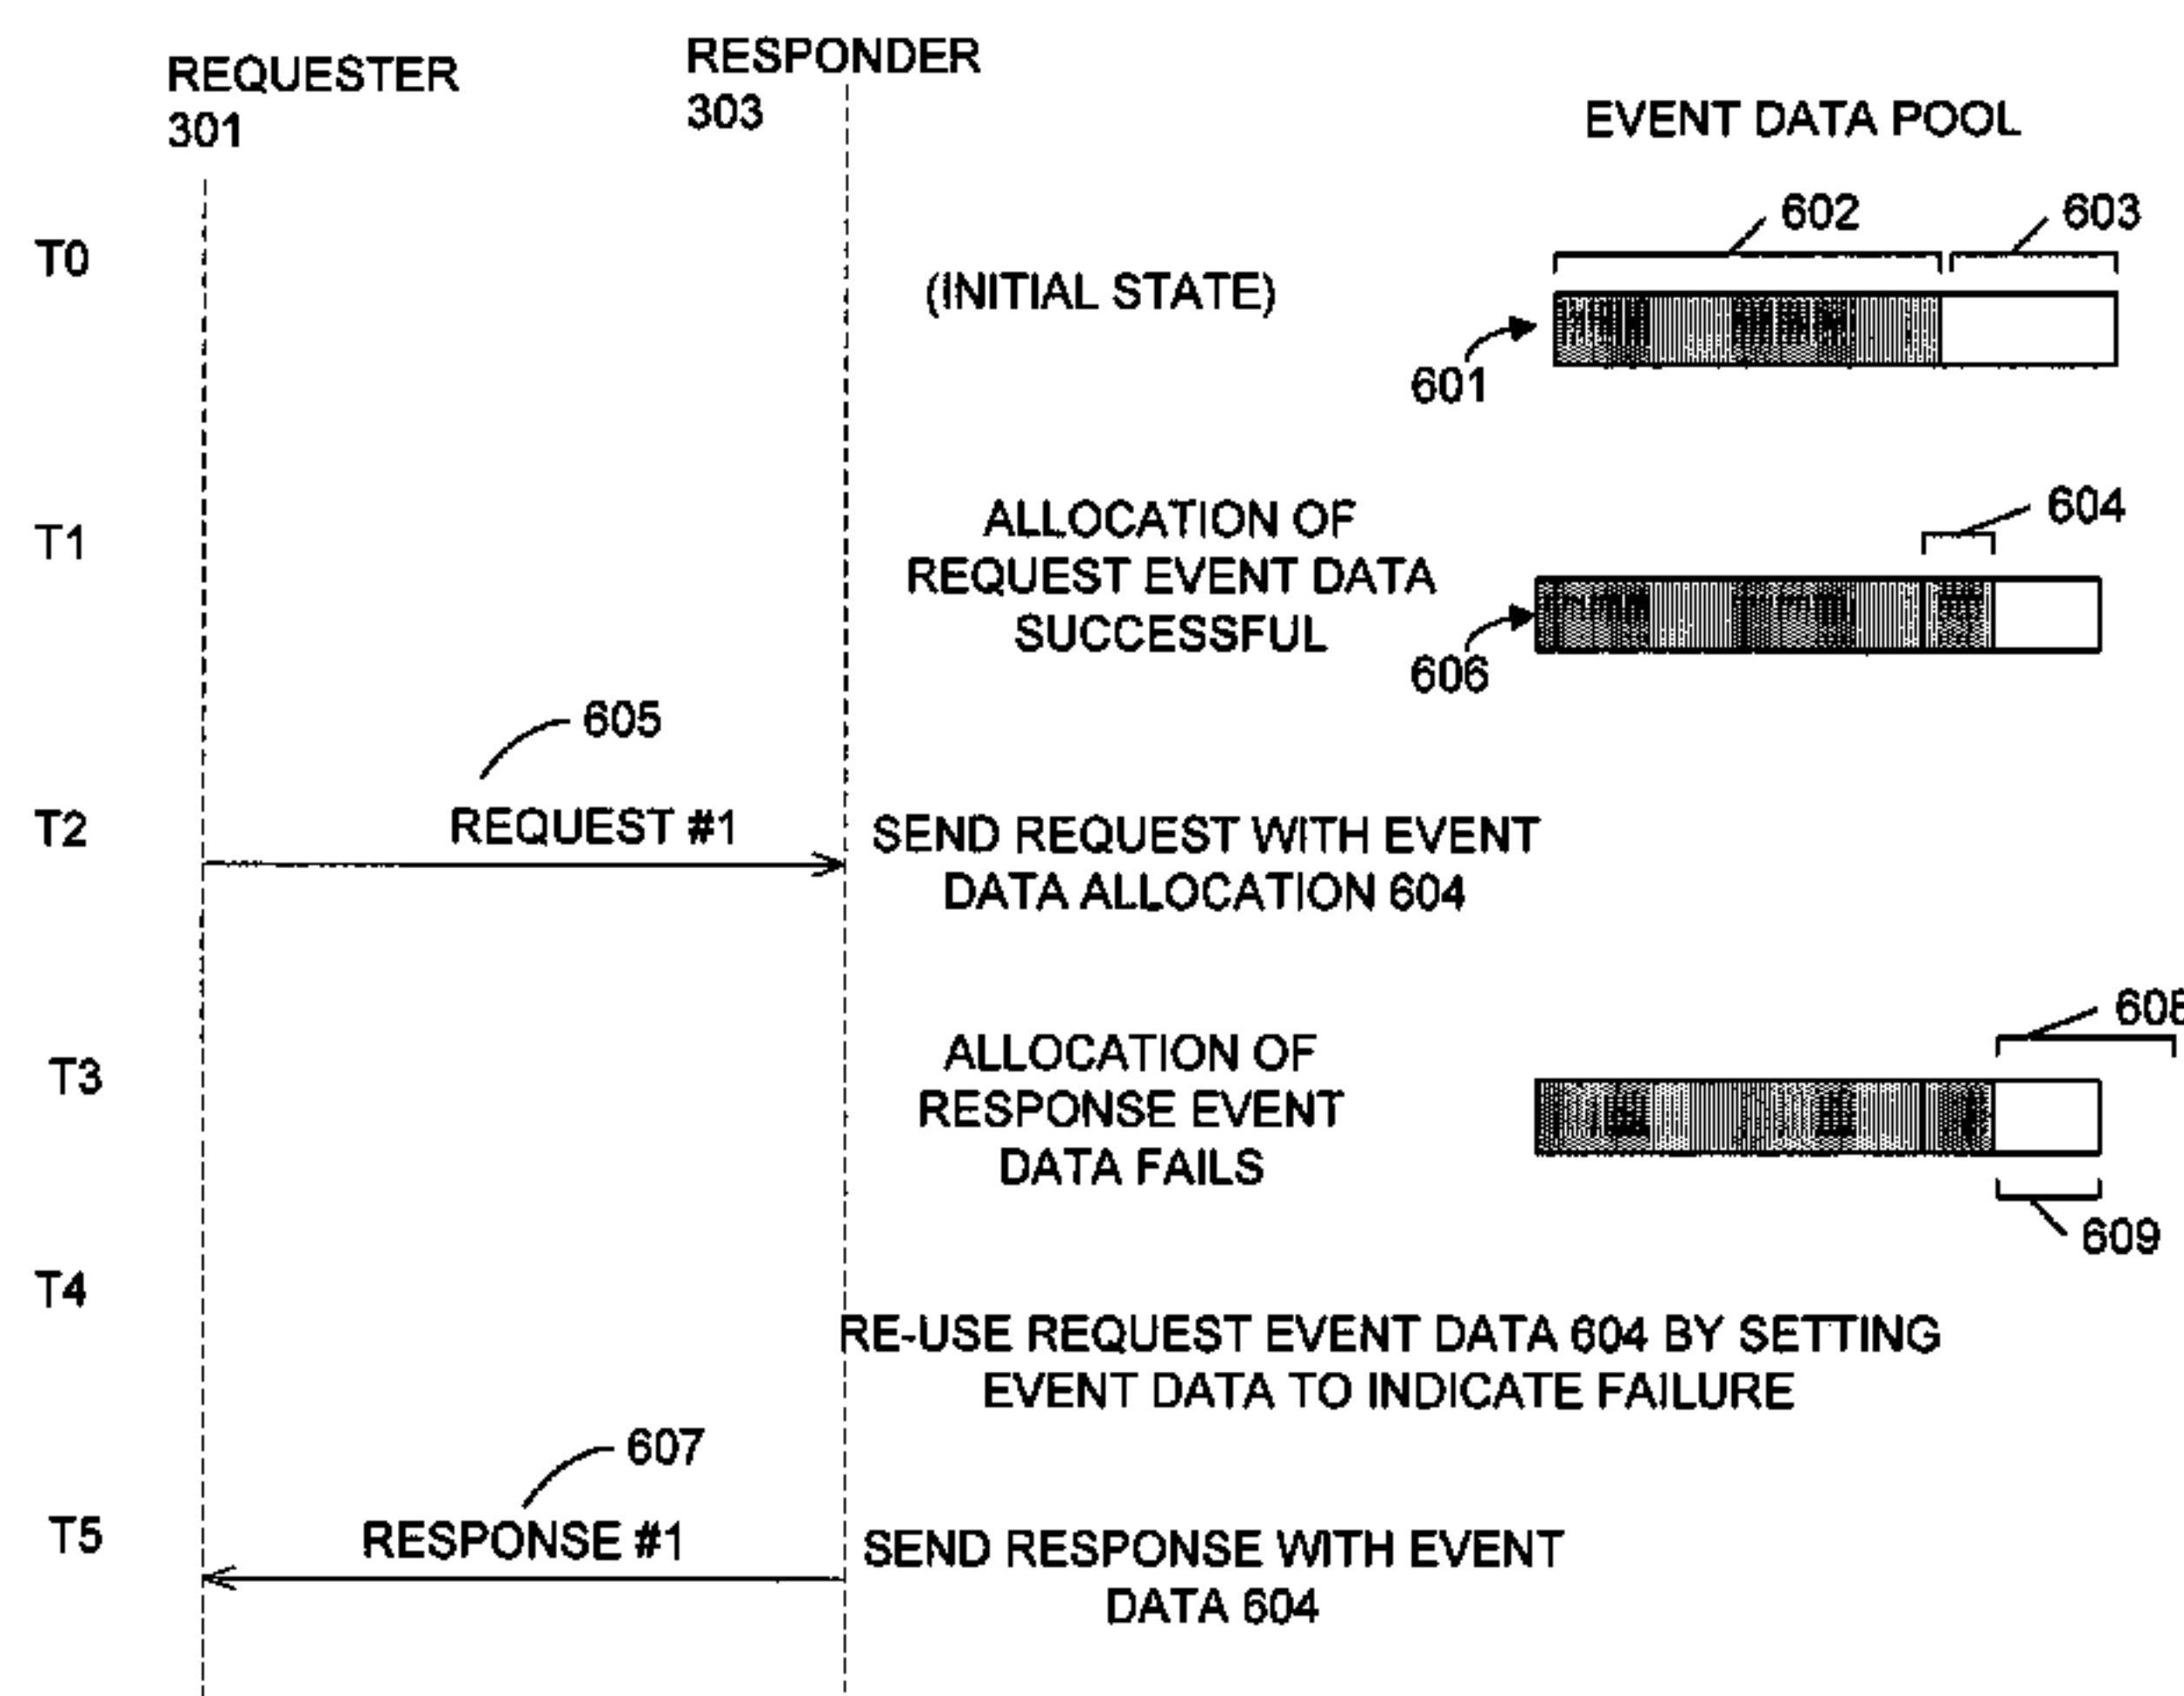 REQUESTER
301
RESPONDER
303
EVENT DATA POOL
602
603
T0
(INITIAL STATE)
601
T1
ALLOCATION OF
REQUEST EVENT DATA
SUCCESSFUL
604
606
605
T2
REQUEST #1
SEND REQUEST WITH EVENT
DATA ALLOCATION 604
608
T3
ALLOCATION OF
RESPONSE EVENT
DATA FAILS
609
T4
RE-USE REQUEST EVENT DATA 604 BY SETTING
EVENT DATA TO INDICATE FAILURE
607
T5
RESPONSE #1
SEND RESPONSE WITH EVENT
DATA 604